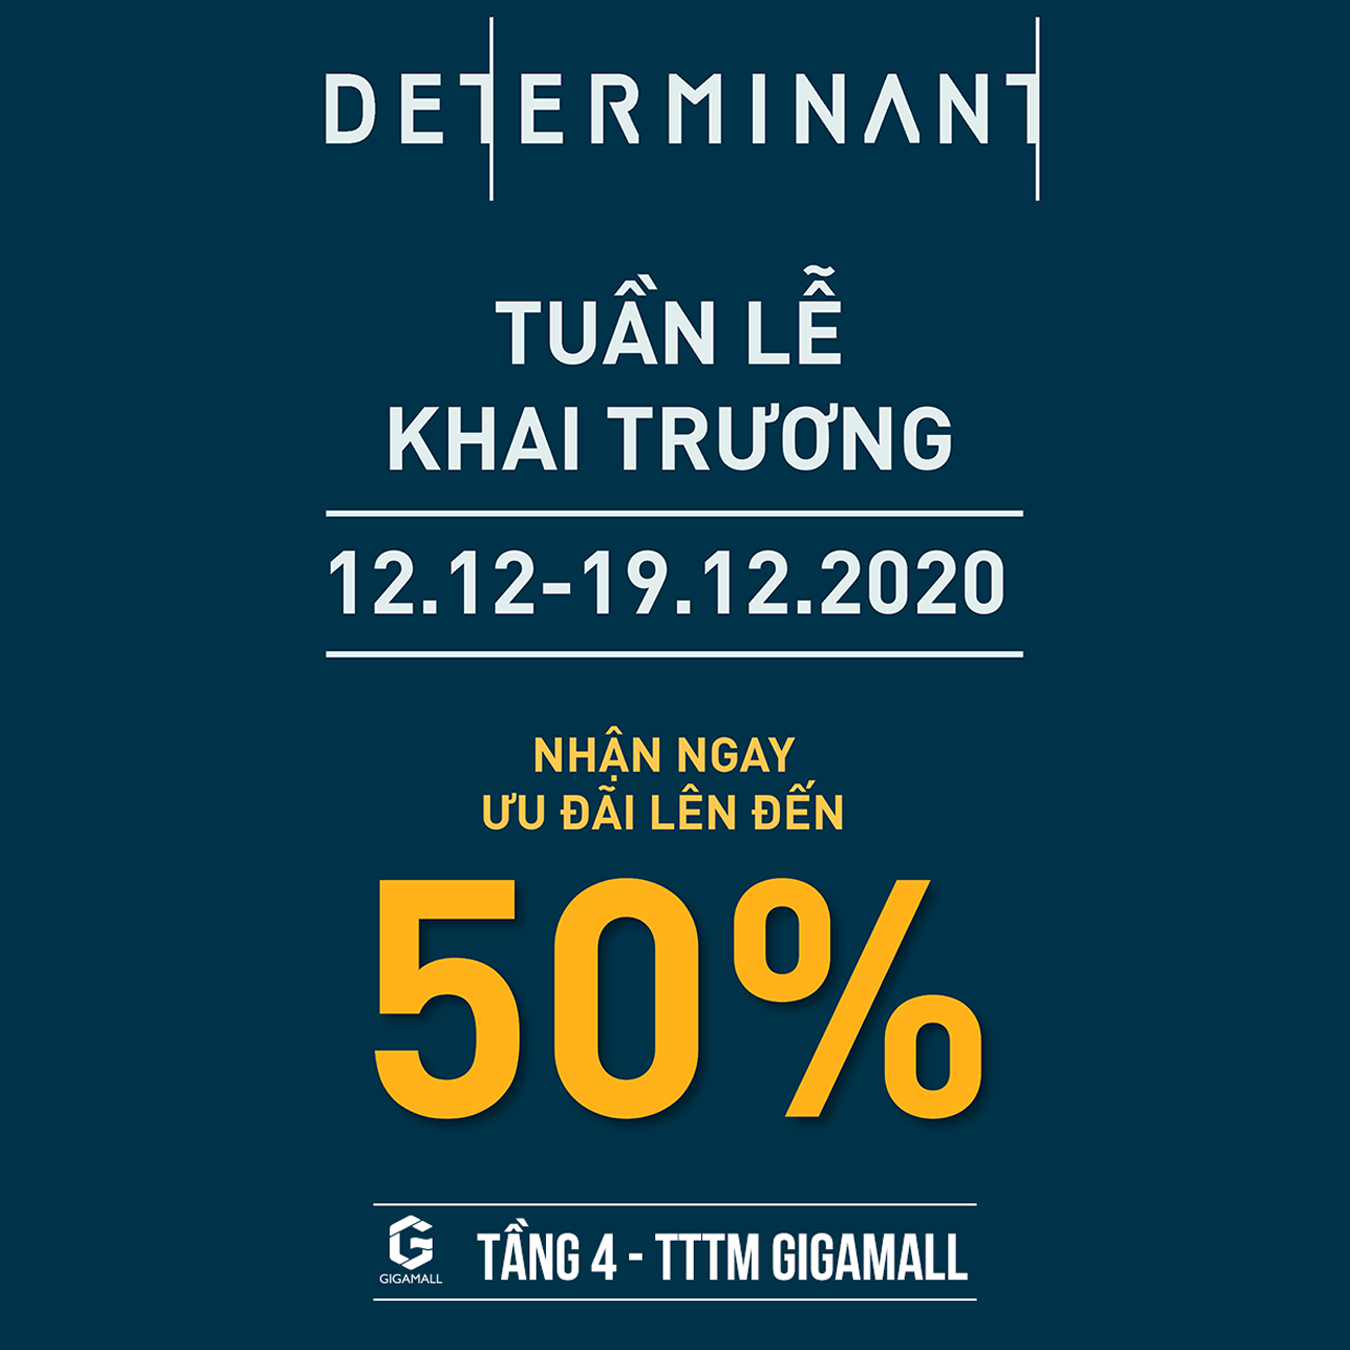 DETERMINANT
TUẦN LỄ
KHAI TRƯƠNG
12.12-19.12.2020
NHẬN NGAY
ƯU ĐÃI LÊN ĐẾN
50%
GIGAMALL
TẦNG 4 - TTTM GIGAMALL